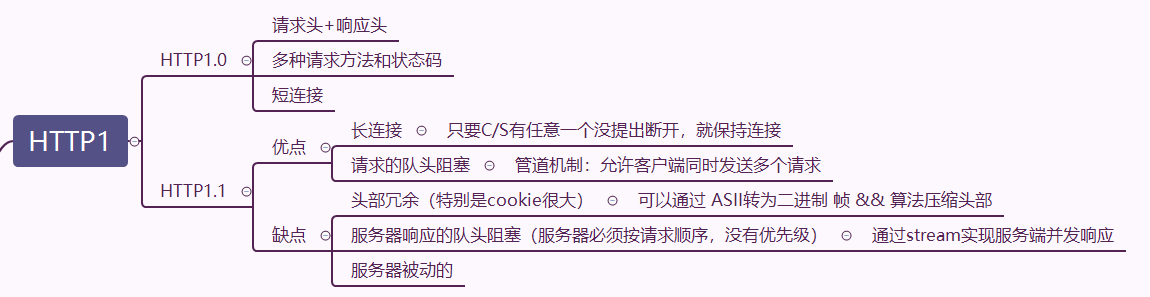 HTTP1
HTTP1.0
请求头+响应头
多种请求方法和状态码
短连接
HTTP1.1
优点
长连接
只要C/S有任意一个没提出断开，就保持连接
请求的队头阻塞
管道机制：允许客户端同时发送多个请求
缺点
头部冗余（特别是cookie很大）
可以通过 ASII转为二进制 帧 && 算法压缩头部
服务器响应的队头阻塞（服务器必须按请求顺序，没有优先级）
通过stream实现服务端并发响应
服务器被动的